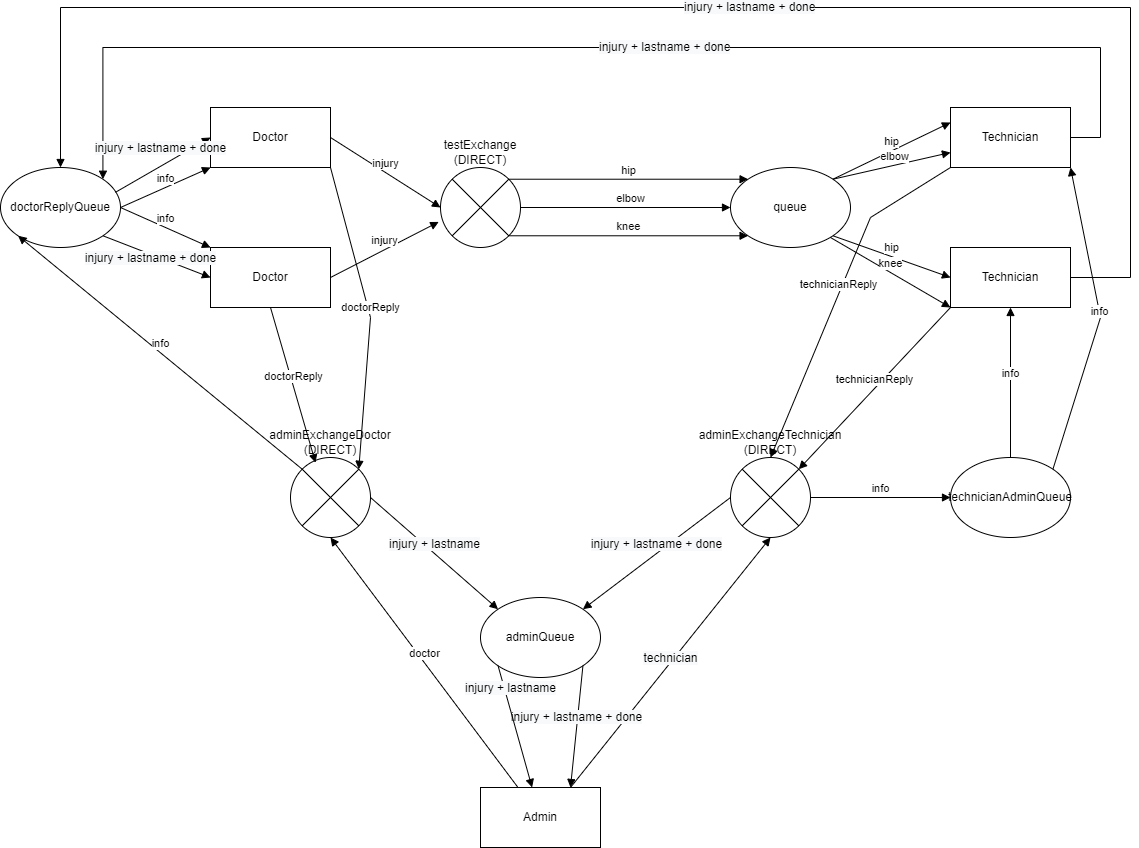 injury + lastname + done
injury + lastname + done
Doctor
testExchange
(DIRECT)
Technician
injury + lastname + done
injury
hip
elbow
info
hip
doctorReplyQueue
elbow
queue
info
knee
injury
injury + lastname + done
Doctor
hip
knee
Technician
technicianReply
doctorReply
info
info
doctorReply
info
technicianReply
adminExchangeDoctor
(DIRECT)
adminExchangeTechnician
(DIRECT)
info
technicianAdminQueue
injury + lastname
injury + lastname + done
adminQueue
doctor
technician
injury + lastname
injury + lastname + done
Admin